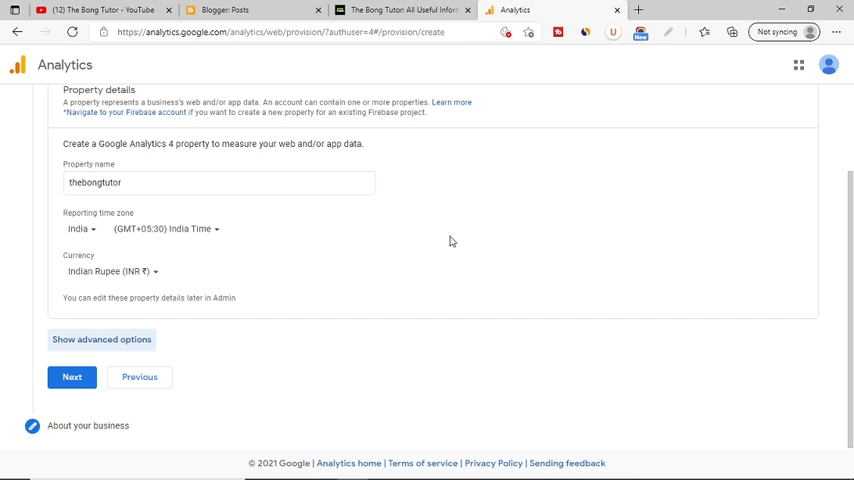 (12) The Bong Tutor - YouTube
Blogger: Posts
The Bong Tutor: All Useful Inform
Analytics
https://analytics.google.com/analytics/web/provision/?authuser=4#/provision/create
U
New
Not syncing
Analytics
Property details
A property represents a business's web and/or app data. An account can contain one or more properties. Learn more
*Navigate to your Firebase account if you want to create a new property for an existing Firebase project.
Create a Google Analytics 4 property to measure your web and/or app data.
Property name
thebongtutor
Reporting time zone
India (GMT+05:30) India Time
Currency
Indian Rupee (INR ₹)
You can edit these property details later in Admin
Show advanced options
Next Previous
About your business
© 2021 Google | Analytics home | Terms of service | Privacy Policy | Sending feedback